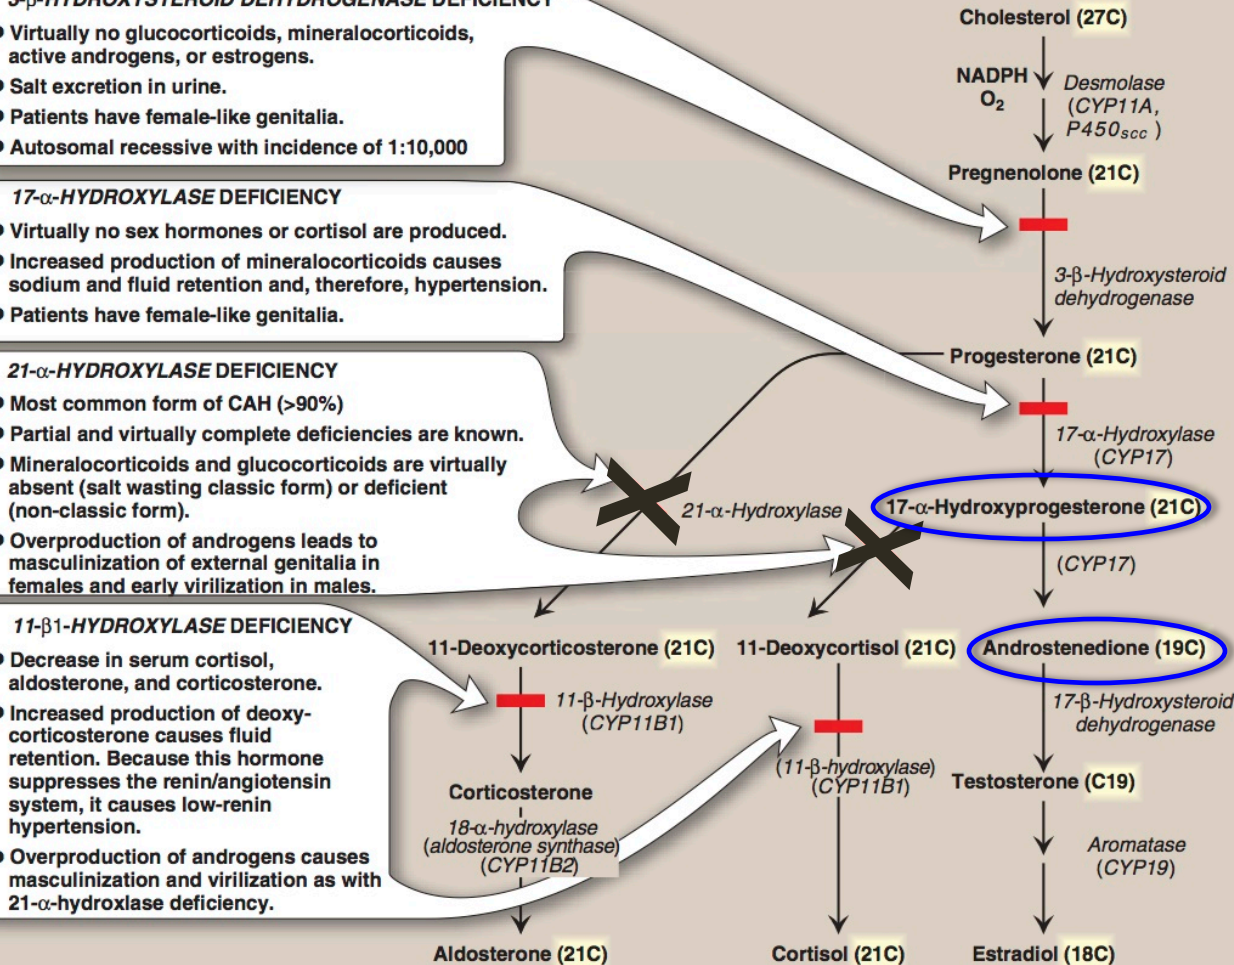 3-β-HYDROXYSTEROID DEHYDROGENASE DEFICIENCY
• Virtually no glucocorticoids, mineralocorticoids,
active androgens, or estrogens.
• Salt excretion in urine.
• Patients have female-like genitalia.
• Autosomal recessive with incidence of 1:10,000
17-α-HYDROXYLASE DEFICIENCY
• Virtually no sex hormones or cortisol are produced.
• Increased production of mineralocorticoids causes
sodium and fluid retention and, therefore, hypertension.
• Patients have female-like genitalia.
21-α-HYDROXYLASE DEFICIENCY
• Most common form of CAH (>90%)
• Partial and virtually complete deficiencies are known.
• Mineralocorticoids and glucocorticoids are virtually
absent (salt wasting classic form) or deficient
(non-classic form).
• Overproduction of androgens leads to
masculinization of external genitalia in
females and early virilization in males.
11-β1-HYDROXYLASE DEFICIENCY
• Decrease in serum cortisol,
aldosterone, and corticosterone.
• Increased production of deoxy-
corticosterone causes fluid
retention. Because this hormone
suppresses the renin/angiotensin
system, it causes low-renin
hypertension.
• Overproduction of androgens causes
masculinization and virilization as with
21-α-hydroxlase deficiency.
Cholesterol (27C)
NADPH
O2
Desmolase
(CYP11A,
P450scc )
Pregnenolone (21C)
3-β-Hydroxysteroid
dehydrogenase
Progesterone (21C)
17-α-Hydroxylase
(CYP17)
21-α-Hydroxylase
17-α-Hydroxyprogesterone (21C)
(CYP17)
11-Deoxycorticosterone (21C)
11-Deoxycortisol (21C)
Androstenedione (19C)
11-β-Hydroxylase
(CYP11B1)
(11-β-hydroxylase)
(CYP11B1)
17-β-Hydroxysteroid
dehydrogenase
Corticosterone
Testosterone (C19)
18-α-hydroxylase
(aldosterone synthase)
(CYP11B2)
Aromatase
(CYP19)
Aldosterone (21C)
Cortisol (21C)
Estradiol (18C)